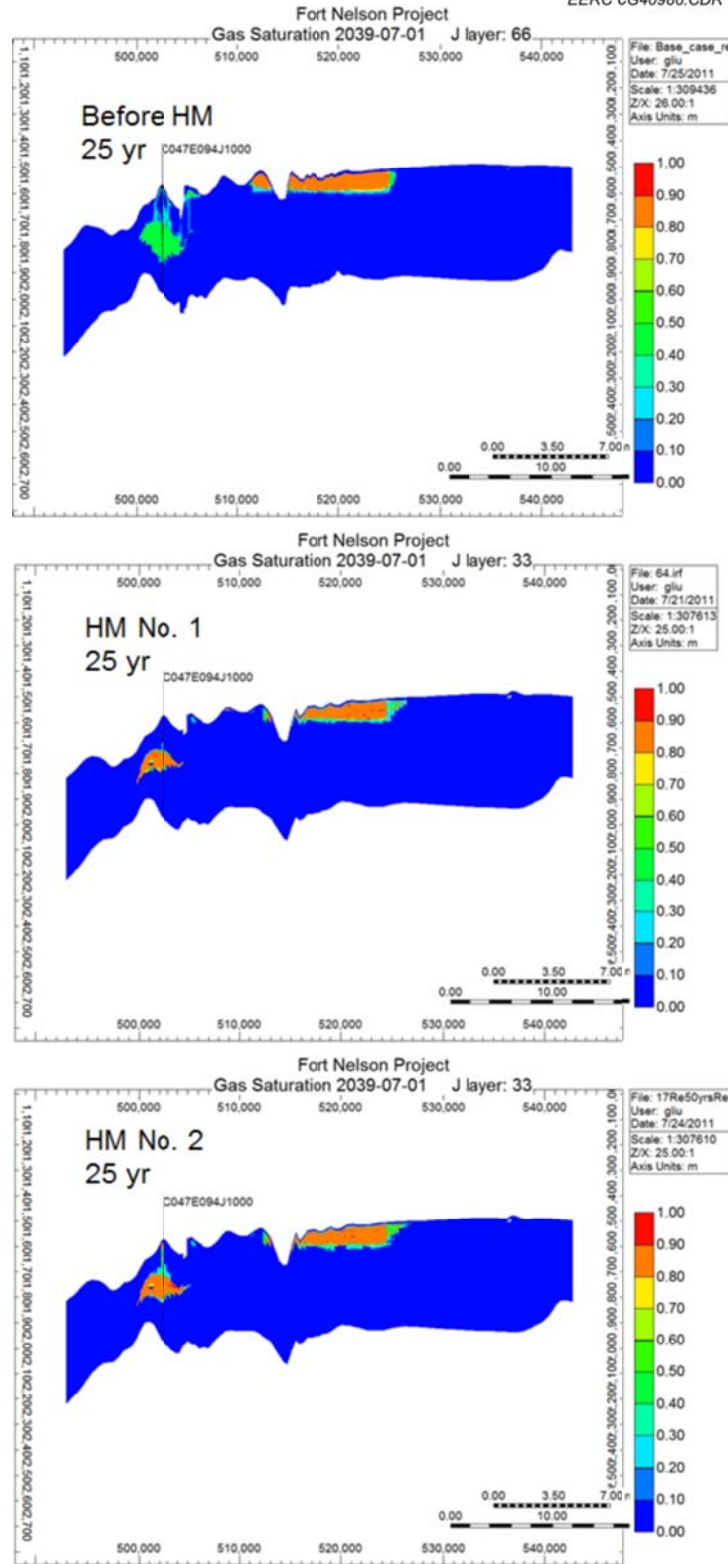 EERC CG40986.CDR
Fort Nelson Project
Gas Saturation 2039-07-01 J layer: 66
File: Base_case_re
User: gliu
Date: 7/25/2011
Scale: 1:309436
Z/X: 26.00:1
Axis Units: m
500,000 510,000 520,000 530,000 540,000
Before HM
25 yr
C047E094J1000
1.00
0.90
0.80
0.70
0.60
0.50
0.40
0.30
0.20
0.10
0.00
0.00 3.50 7.00
0.00 10.00
500,000 510,000 520,000 530,000 540,000
Fort Nelson Project
Gas Saturation 2039-07-01 J layer: 33
File: 64.irf
User: gliu
Date: 7/21/2011
Scale: 1:307613
Z/X: 25.00:1
Axis Units: m
500,000 510,000 520,000 530,000 540,000
HM No. 1
25 yr
C047E094J1000
1.00
0.90
0.80
0.70
0.60
0.50
0.40
0.30
0.20
0.10
0.00
0.00 3.50 7.00
0.00 10.00
500,000 510,000 520,000 530,000 540,000
Fort Nelson Project
Gas Saturation 2039-07-01 J layer: 33
File: 17Re50yrsRe
User: gliu
Date: 7/24/2011
Scale: 1:307610
Z/X: 25.00:1
Axis Units: m
500,000 510,000 520,000 530,000 540,000
HM No. 2
25 yr
C047E094J1000
1.00
0.90
0.80
0.70
0.60
0.50
0.40
0.30
0.20
0.10
0.00
0.00 3.50 7.00
0.00 10.00
500,000 510,000 520,000 530,000 540,000